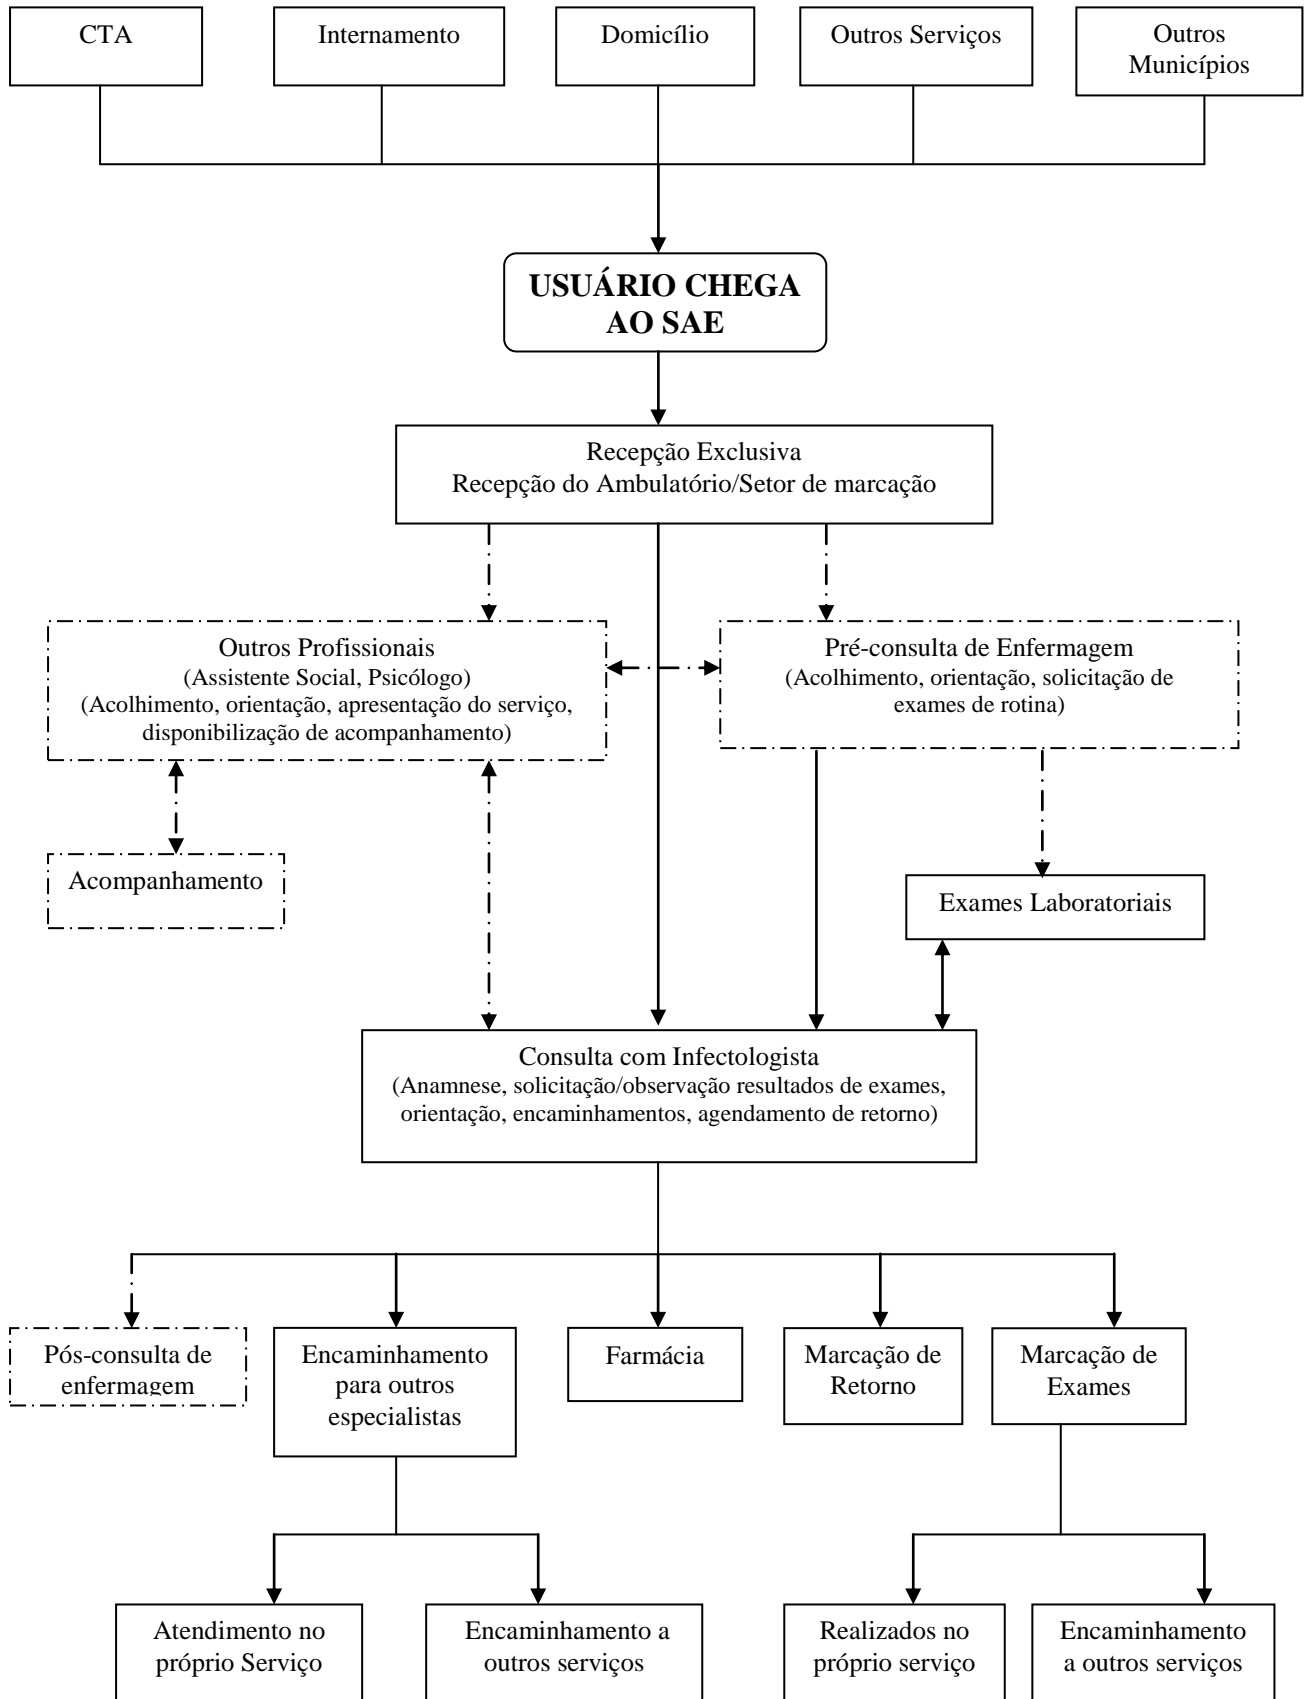 CTA
Internamento
Domicílio
Outros Serviços
Outros
Municípios
USUÁRIO CHEGA
AO SAE
Recepção Exclusiva
Recepção do Ambulatório/Setor de marcação
Outros Profissionais
(Assistente Social, Psicólogo)
(Acolhimento, orientação, apresentação do serviço,
disponibilização de acompanhamento)
Pré-consulta de Enfermagem
(Acolhimento, orientação, solicitação de
exames de rotina)
Acompanhamento
Exames Laboratoriais
Consulta com Infectologista
(Anamnese, solicitação/observação resultados de exames,
orientação, encaminhamentos, agendamento de retorno)
Pós-consulta de
enfermagem
Encaminhamento
para outros
especialistas
Farmácia
Marcação de
Retorno
Marcação de
Exames
Atendimento no
próprio Serviço
Encaminhamento a
outros serviços
Realizados no
próprio serviço
Encaminhamento
a outros serviços